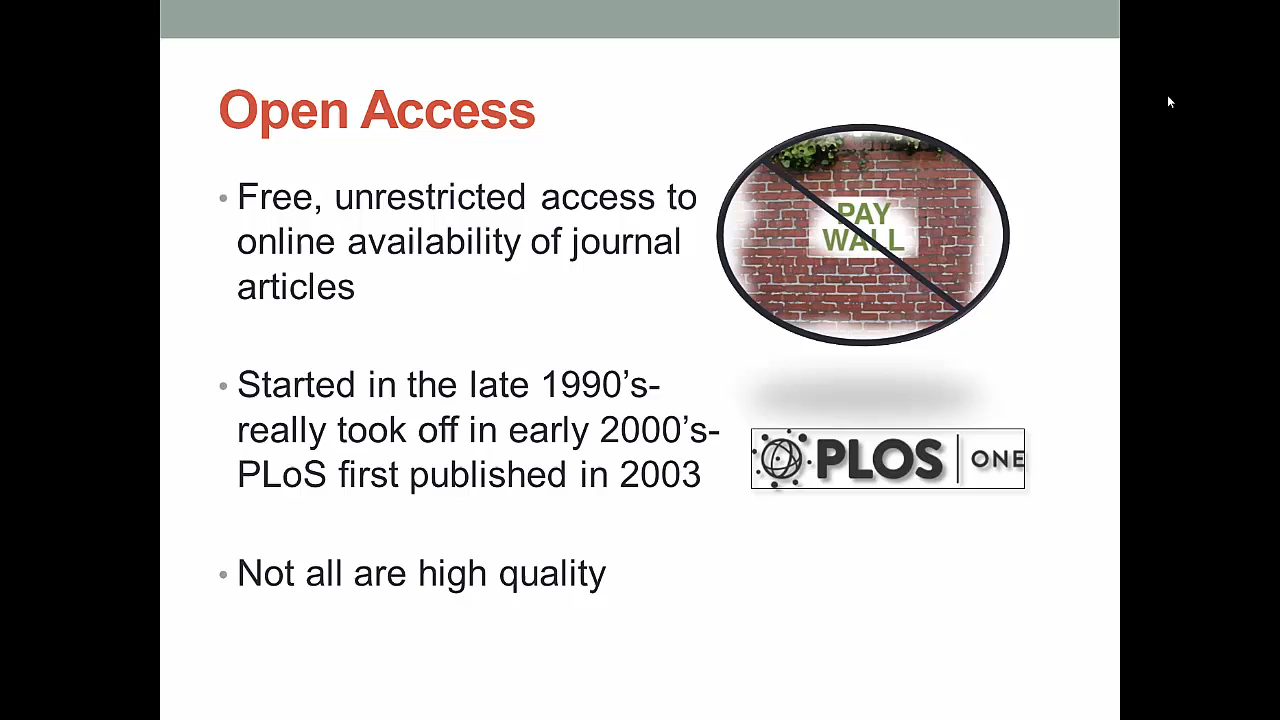 Open Access
• Free, unrestricted access to
online availability of journal
articles
• Started in the late 1990’s-
really took off in early 2000’s-
PLoS first published in 2003
• Not all are high quality
PAY
WALL
PLOS | ONE